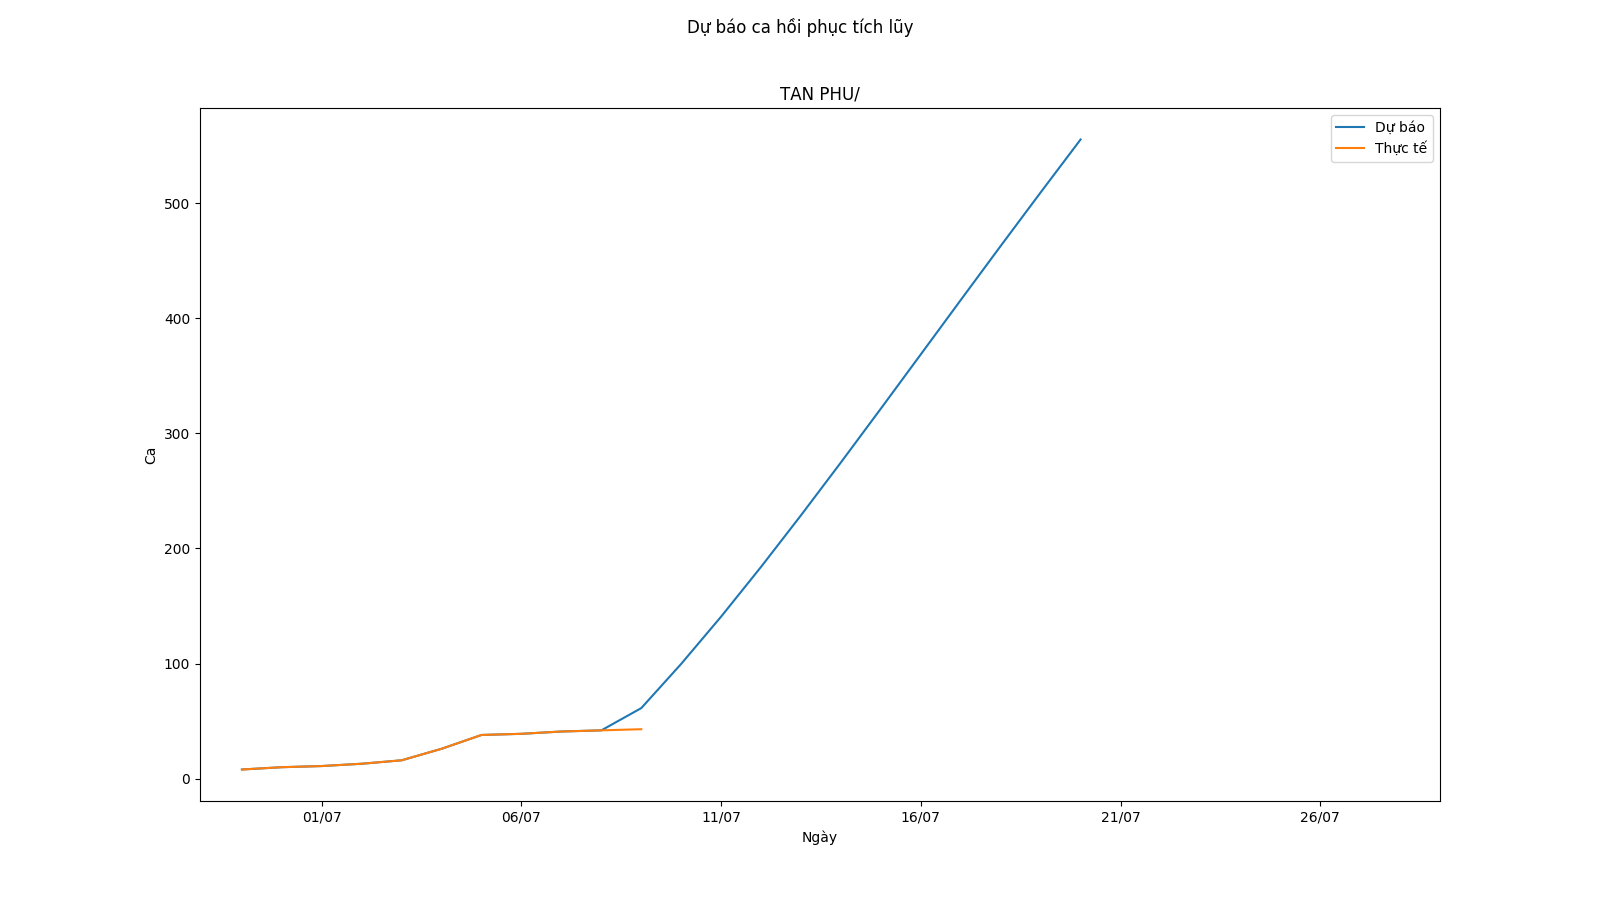 Dự báo ca hồi phục tích lũy
TAN PHU/
Dự báo
Thực tế
500
400
300
200
100
0
Ca
01/07
06/07
11/07
16/07
21/07
26/07
Ngày